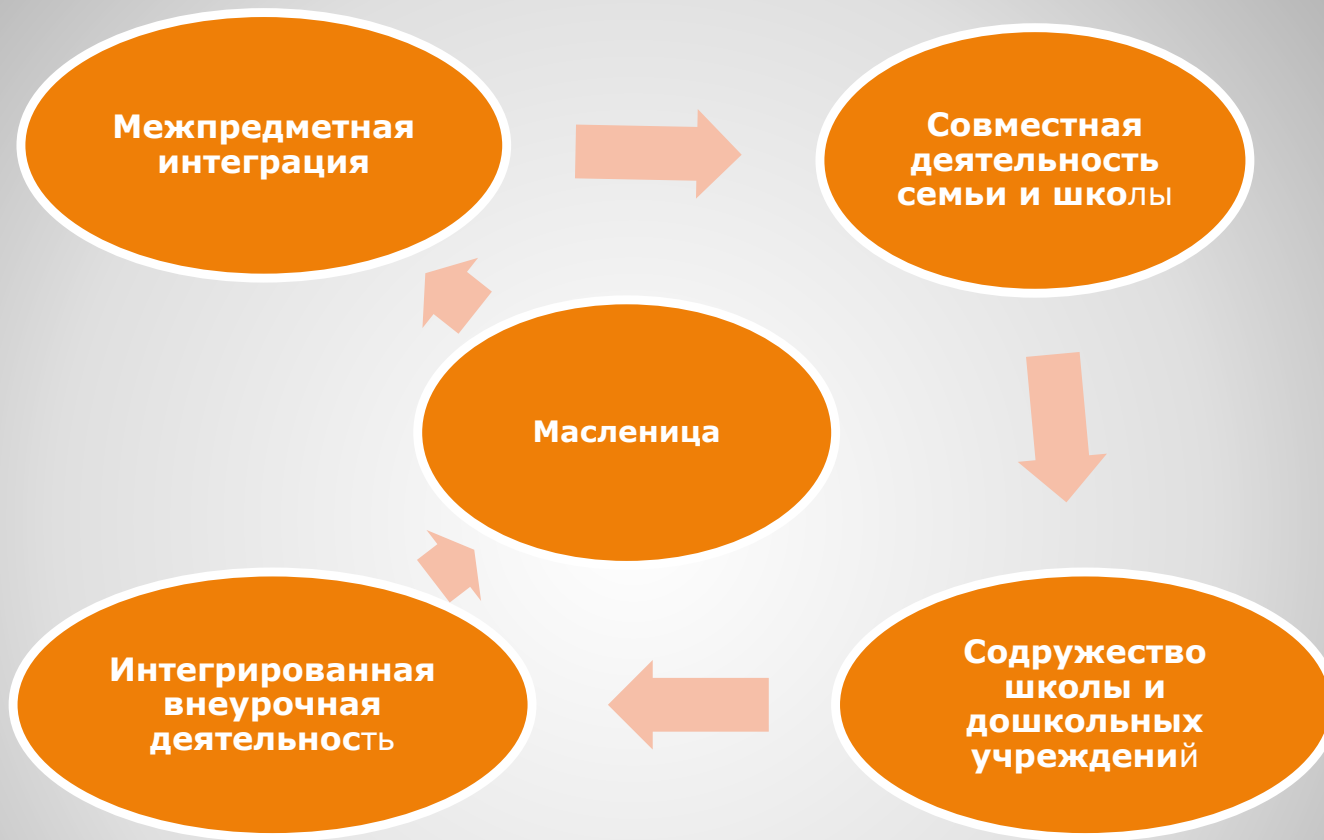 Межпредметная
интеграция
Совместная
деятельность
семьи и школы
Масленица
Интегрированная
внеурочная
деятельность
Содружество
школы и
дошкольных
учреждений